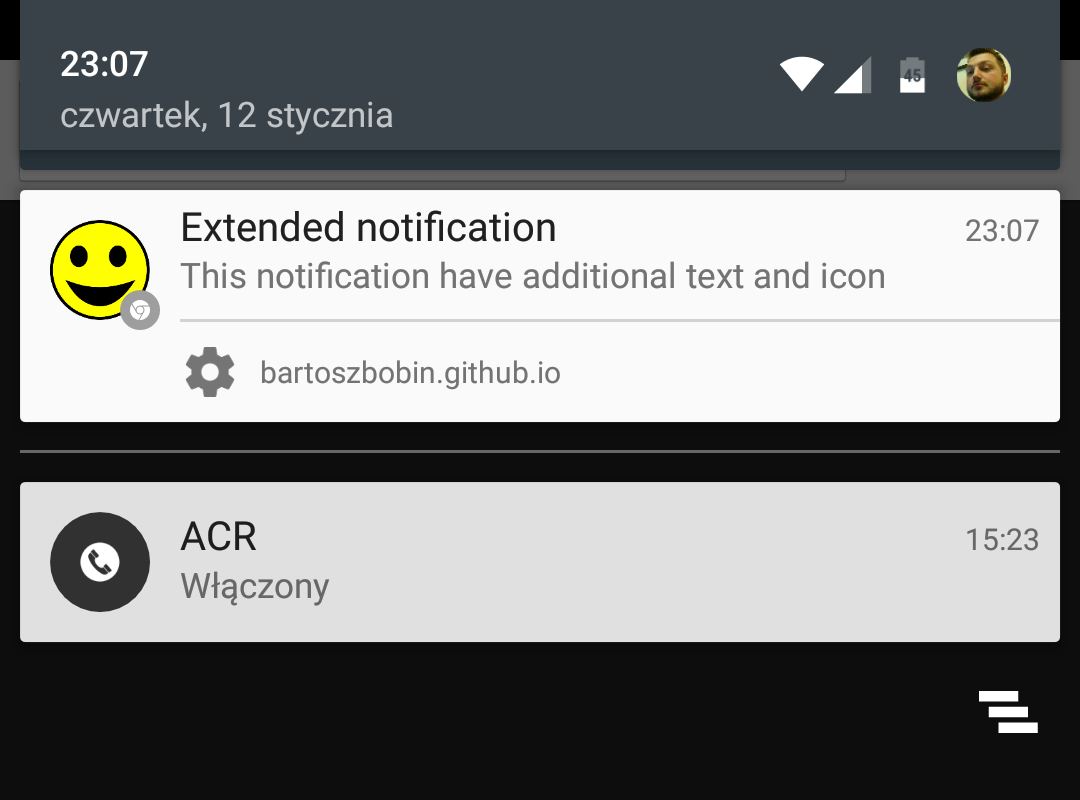 23:07
45
czwartek, 12 stycznia
Extended notification 23:07
This notification have additional text and icon
bartoszbobin.github.io
ACR 15:23
Włączony